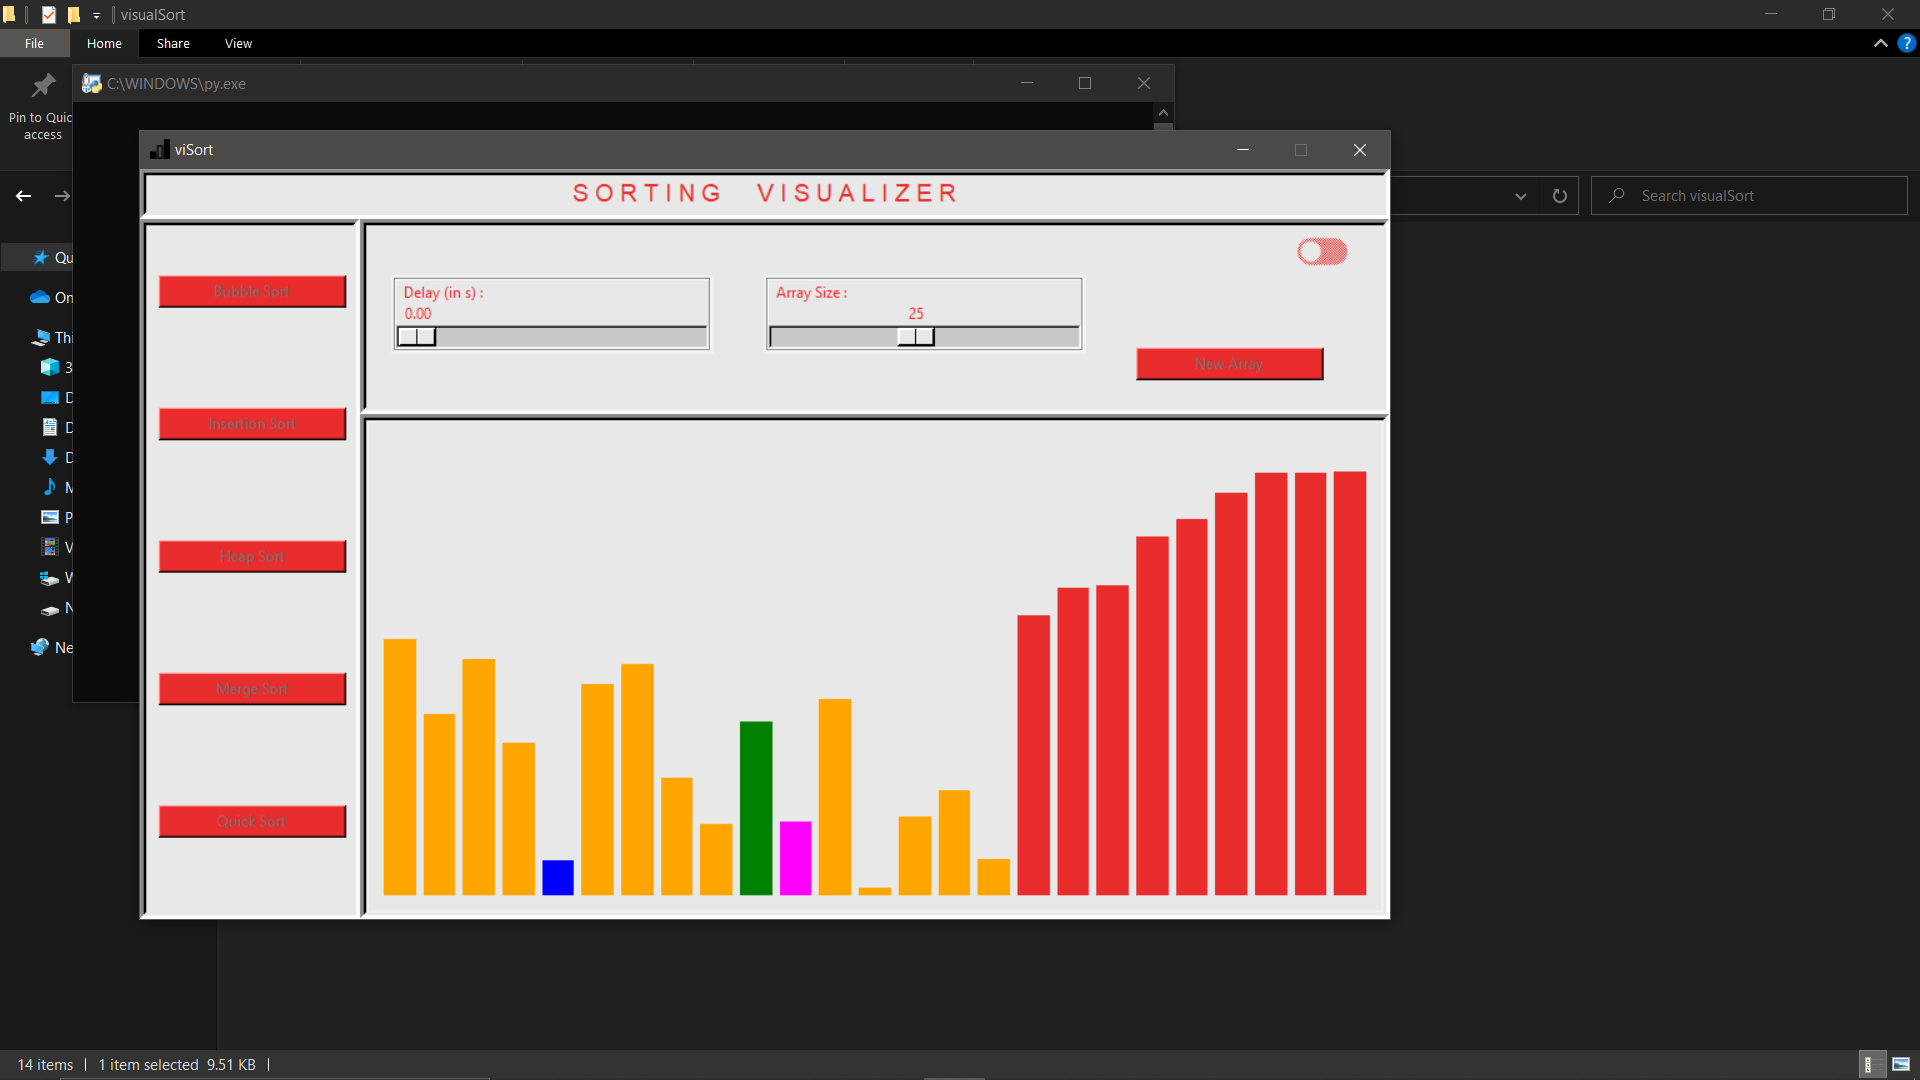 visualSort
File
Home
Share
View
?
C:\WINDOWS\py.exe
Pin to Quic
access
viSort
SORTING VISUALIZER
Search visualSort
Qu
On
Thi
3
D
D
D
M
P
V
W
N
Ne
Bubble Sort
Insertion Sort
Heap Sort
Merge Sort
Quick Sort
Delay (in s) :
0.00
Array Size :
25
New Array
14 items
1 item selected 9.51 KB